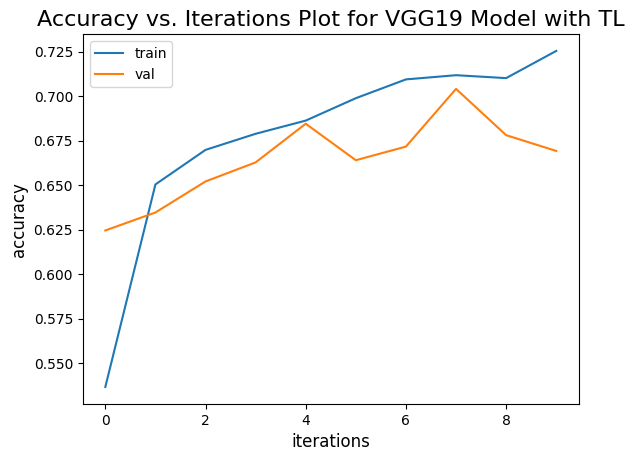 Accuracy vs. Iterations Plot for VGG19 Model with TL
train
val
0.725
0.700
0.675
0.650
0.625
0.600
0.575
0.550
accuracy
0 2 4 6 8
iterations